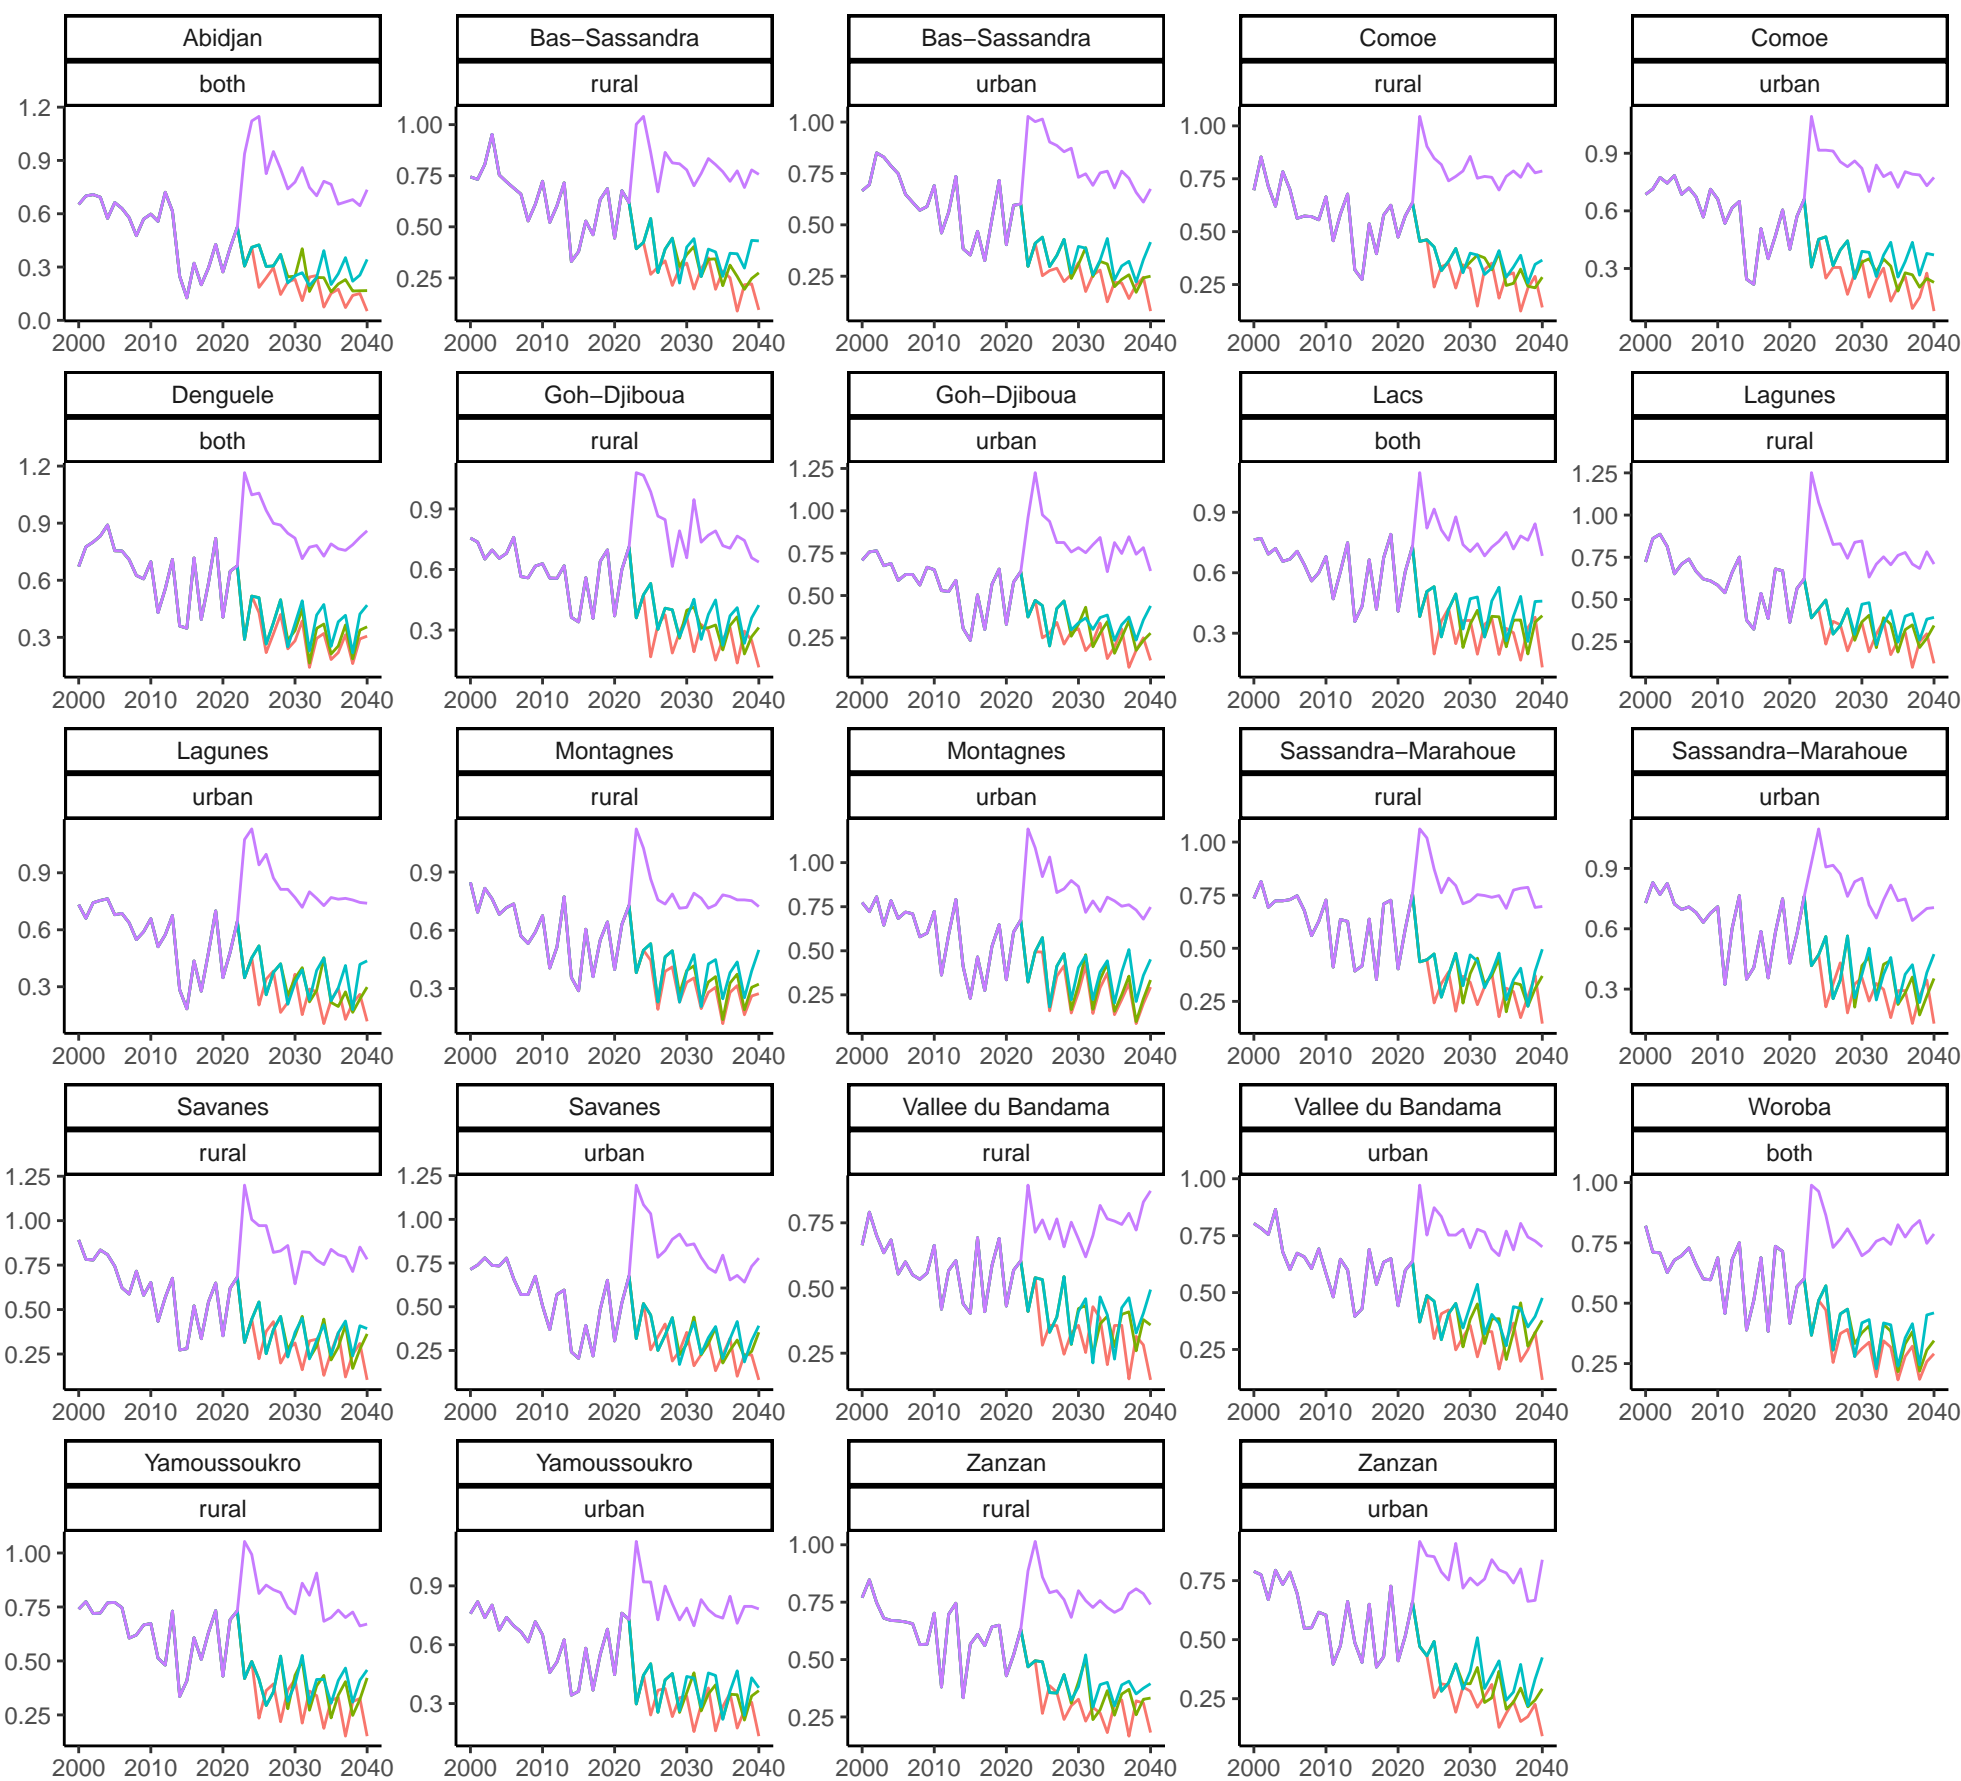 Abidjan Bas−Sassandra Bas−Sassandra Comoe Comoe
both rural urban rural urban
1.2 0.9 0.6 0.3 0.0
1.00 0.75 0.50 0.25
1.00 0.75 0.50 0.25
1.00 0.75 0.50 0.25
0.9 0.6 0.3
2000 2010 2020 2030 2040 2000 2010 2020 2030 2040 2000 2010 2020 2030 2040 2000 2010 2020 2030 2040 2000 2010 2020 2030 2040
Denguele Goh−Djiboua Goh−Djiboua Lacs Lagunes
both rural urban both rural
1.2 0.9 0.6 0.3
0.9 0.6 0.3
1.25 1.00 0.75 0.50 0.25
0.9 0.6 0.3
1.25 1.00 0.75 0.50 0.25
2000 2010 2020 2030 2040 2000 2010 2020 2030 2040 2000 2010 2020 2030 2040 2000 2010 2020 2030 2040 2000 2010 2020 2030 2040
Lagunes Montagnes Montagnes Sassandra−Marahoue Sassandra−Marahoue
urban rural urban rural urban
0.9 0.6 0.3
0.9 0.6 0.3
1.00 0.75 0.50 0.25
1.00 0.75 0.50 0.25
0.9 0.6 0.3
2000 2010 2020 2030 2040 2000 2010 2020 2030 2040 2000 2010 2020 2030 2040 2000 2010 2020 2030 2040 2000 2010 2020 2030 2040
Savanes Savanes Vallee du Bandama Vallee du Bandama Woroba
rural urban rural urban both
1.25 1.00 0.75 0.50 0.25
1.25 1.00 0.75 0.50 0.25
0.75 0.50 0.25
1.00 0.75 0.50 0.25
1.00 0.75 0.50 0.25
2000 2010 2020 2030 2040 2000 2010 2020 2030 2040 2000 2010 2020 2030 2040 2000 2010 2020 2030 2040 2000 2010 2020 2030 2040
Yamoussoukro Yamoussoukro Zanzan Zanzan
rural urban rural urban
1.00 0.75 0.50 0.25
0.9 0.6 0.3
1.00 0.75 0.50 0.25
0.75 0.50 0.25
2000 2010 2020 2030 2040 2000 2010 2020 2030 2040 2000 2010 2020 2030 2040 2000 2010 2020 2030 2040